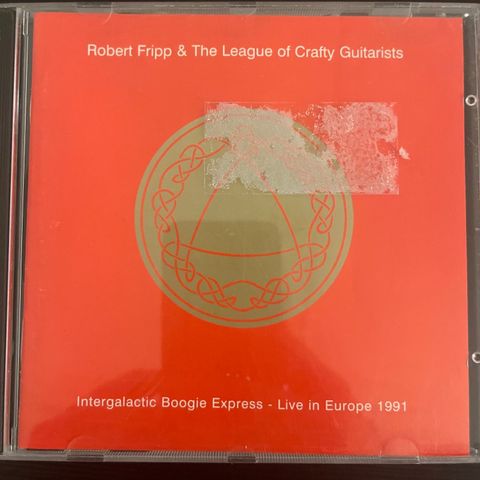 Robert Fripp & The League of Crafty Guitarists
Intergalactic Boogie Express - Live in Europe 1991